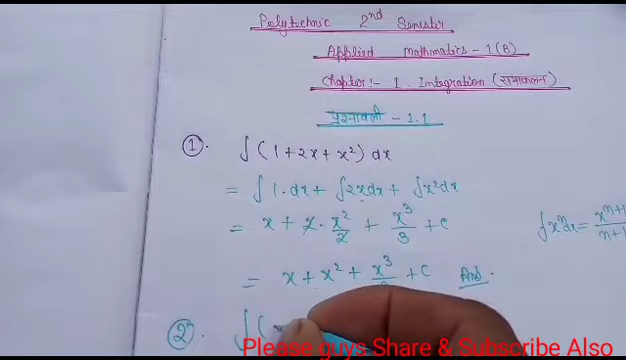 Polytechnic 2nd Semester
Applied Mathematics - 1(B)
Chapter :- 1. Integration (समाकलन)
प्रश्नावली - 1.1
1. ∫(1+2x+x²) dx
= ∫1.dx + ∫2xdx + ∫x²dx
= x + 2·x²/2 + x³/3 + c
∫xⁿdx = xⁿ⁺¹/n+1
= x + x² + x³/3 + c Ans.
2. ∫(
Please guys Share & Subscribe Also